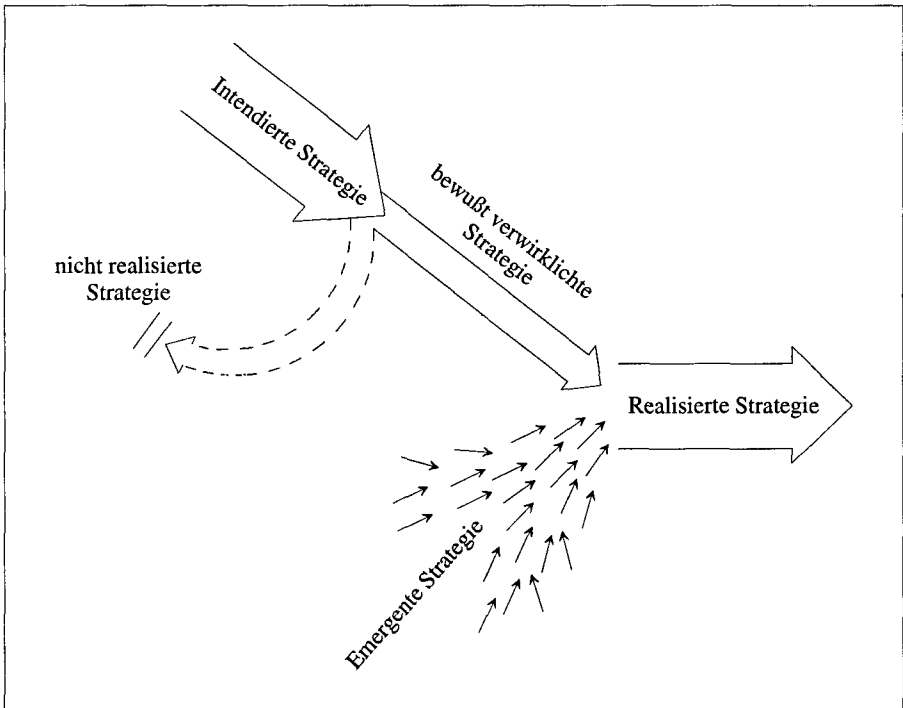 Intendierte Strategie
bewußt verwirklichte
Strategie
nicht realisierte
Strategie
Realisierte Strategie
Emergente Strategie